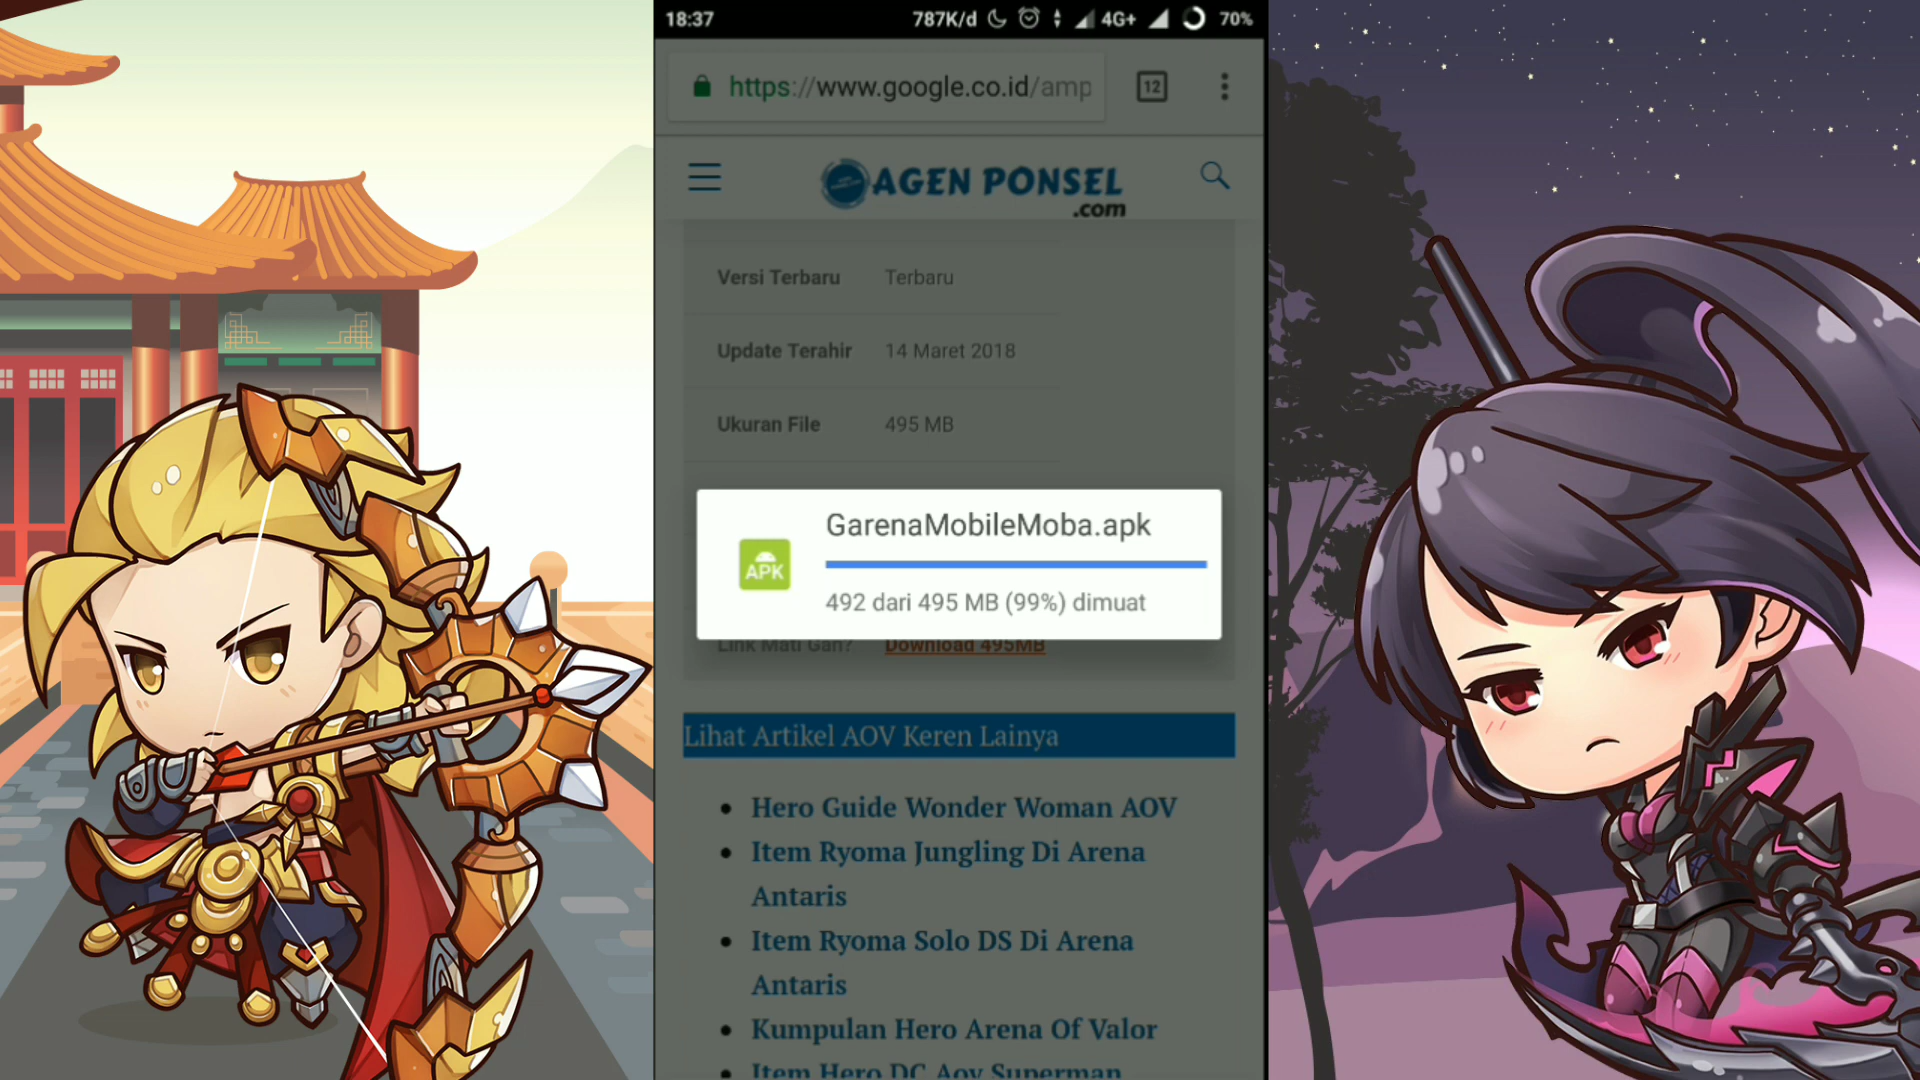 18:37
787K/d
4G+
70%
https://www.google.co.id/amp
12
AGEN PONSEL
.com
Versi Terbaru Terbaru
Update Terahir 14 Maret 2018
Ukuran File 495 MB
GarenaMobileMoba.apk
APK
492 dari 495 MB (99%) dimuat
Link Mati Gan? Download 495MB
Lihat Artikel AOV Keren Lainya
Hero Guide Wonder Woman AOV
Item Ryoma Jungling Di Arena
Antaris
Item Ryoma Solo DS Di Arena
Antaris
Kumpulan Hero Arena Of Valor
Item Hero DC Aov Superman